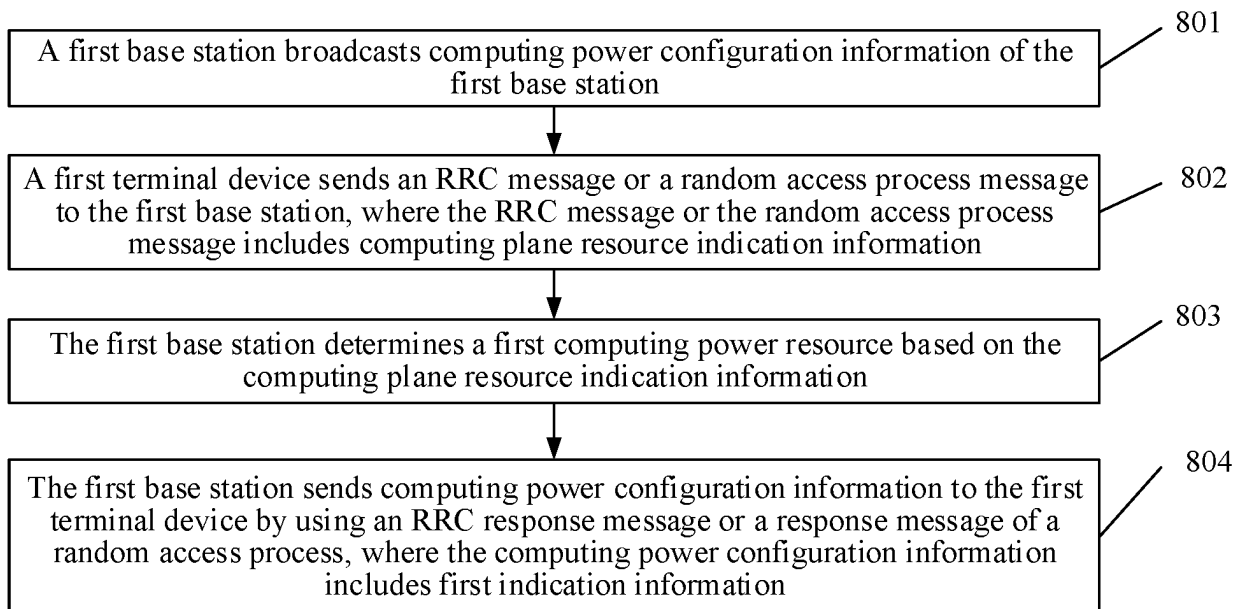 801
A first base station broadcasts computing power configuration information of the
first base station
802
A first terminal device sends an RRC message or a random access process message
to the first base station, where the RRC message or the random access process
message includes computing plane resource indication information
803
The first base station determines a first computing power resource based on the
computing plane resource indication information
804
The first base station sends computing power configuration information to the first
terminal device by using an RRC response message or a response message of a
random access process, where the computing power configuration information
includes first indication information